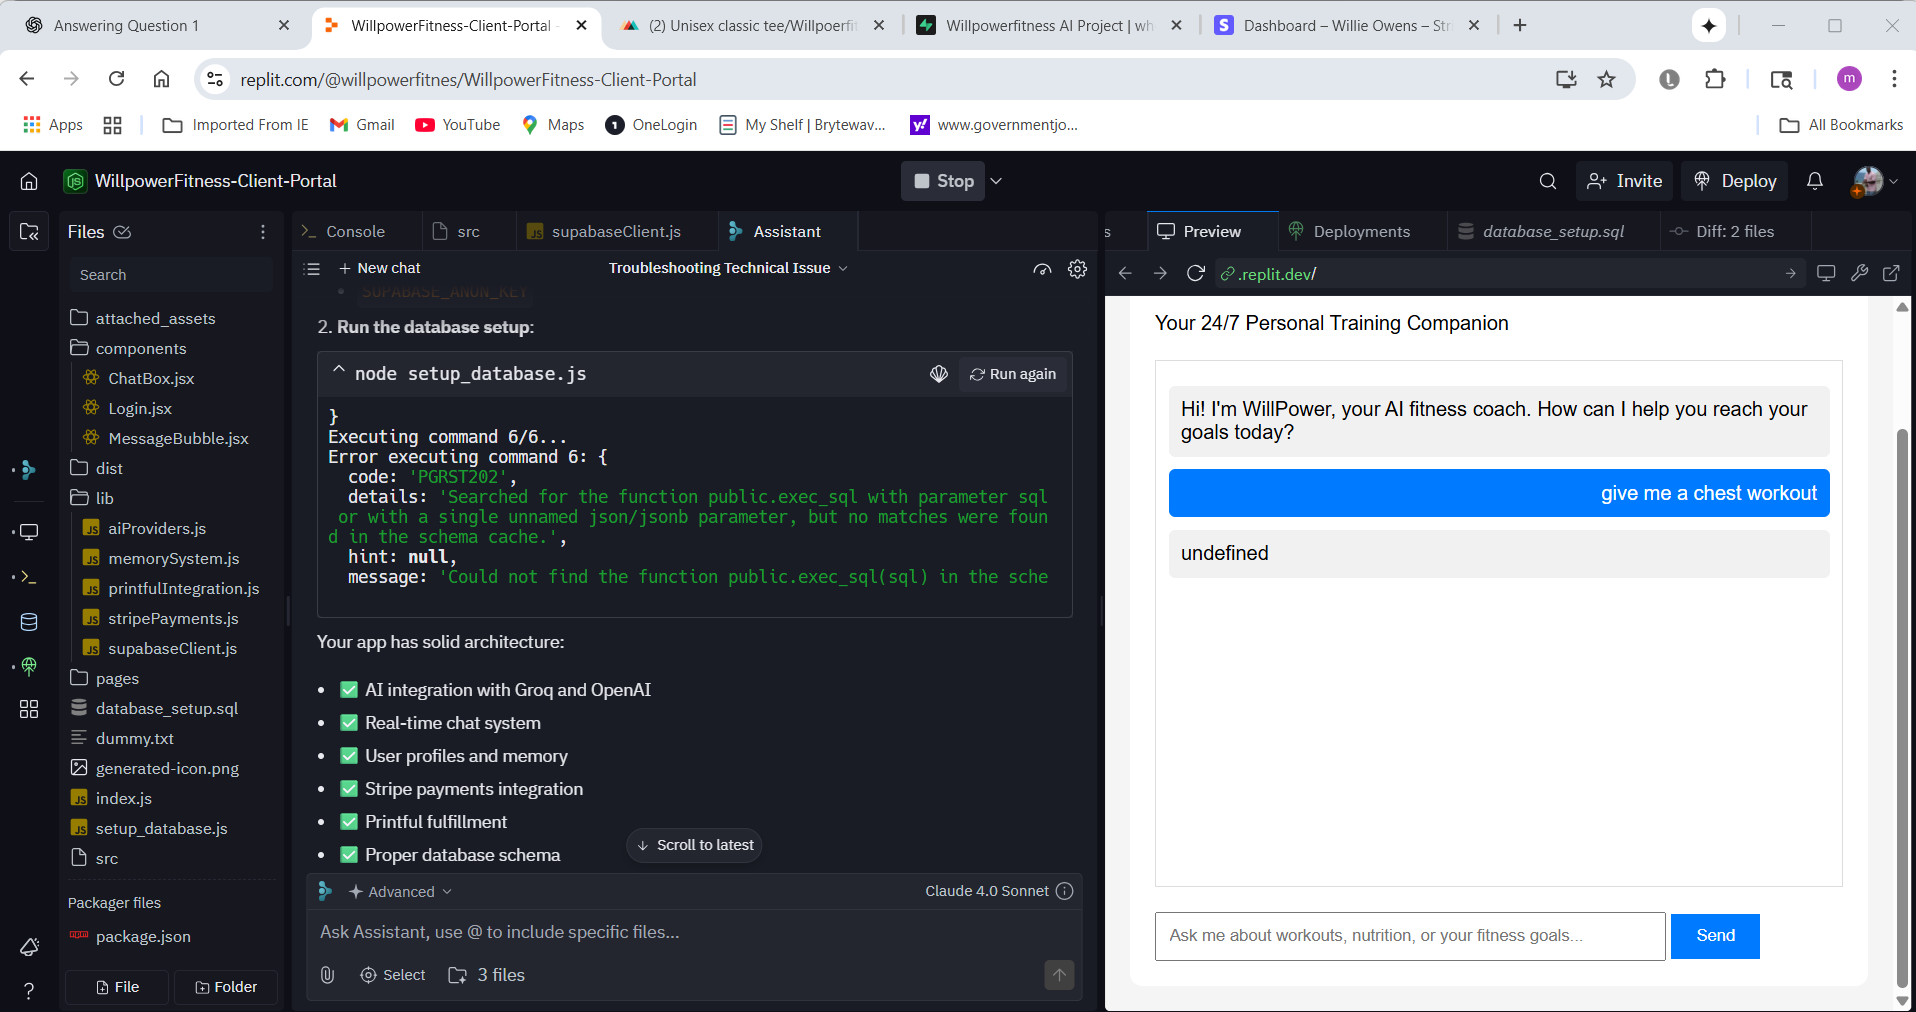 Answering Question 1
WillpowerFitness-Client-Portal -
(2) Unisex classic tee/Willpoerfit
Willpowerfitness AI Project | wh
Dashboard – Willie Owens – Str
replit.com/@willpowerfitnes/WillpowerFitness-Client-Portal
m
Apps
Imported From IE
Gmail
YouTube
Maps
OneLogin
My Shelf | Brytewav...
www.governmentjo...
All Bookmarks
WillpowerFitness-Client-Portal
Stop
Invite
Deploy
Files
Search
attached_assets
components
ChatBox.jsx
Login.jsx
MessageBubble.jsx
dist
lib
aiProviders.js
memorySystem.js
printfulIntegration.js
stripePayments.js
supabaseClient.js
pages
database_setup.sql
dummy.txt
generated-icon.png
index.js
setup_database.js
src
Packager files
package.json
File
Folder
Console
src
supabaseClient.js
Assistant
New chat
Troubleshooting Technical Issue
SUPABASE_ANON_KEY
2. Run the database setup:
node setup_database.js
Run again
}
Executing command 6/6...
Error executing command 6: {
code: 'PGRST202',
details: 'Searched for the function public.exec_sql with parameter sql
or with a single unnamed json/jsonb parameter, but no matches were foun
d in the schema cache.',
hint: null,
message: 'Could not find the function public.exec_sql(sql) in the sche
Your app has solid architecture:
• ✅ AI integration with Groq and OpenAI
• ✅ Real-time chat system
• ✅ User profiles and memory
• ✅ Stripe payments integration
• ✅ Printful fulfillment
• ✅ Proper database schema
Scroll to latest
Advanced
Claude 4.0 Sonnet
Ask Assistant, use @ to include specific files...
Select
3 files
s
Preview
Deployments
database_setup.sql
Diff: 2 files
.replit.dev/
Your 24/7 Personal Training Companion
Hi! I'm WillPower, your AI fitness coach. How can I help you reach your
goals today?
give me a chest workout
undefined
Ask me about workouts, nutrition, or your fitness goals...
Send